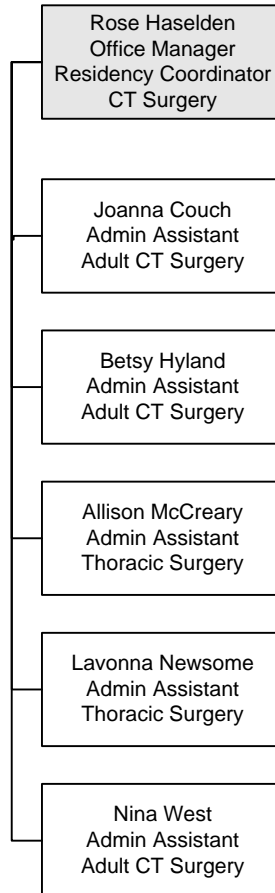 Rose Haselden
Office Manager
Residency Coordinator
CT Surgery
Joanna Couch
Admin Assistant
Adult CT Surgery
Betsy Hyland
Admin Assistant
Adult CT Surgery
Allison McCreary
Admin Assistant
Thoracic Surgery
Lavonna Newsome
Admin Assistant
Thoracic Surgery
Nina West
Admin Assistant
Adult CT Surgery